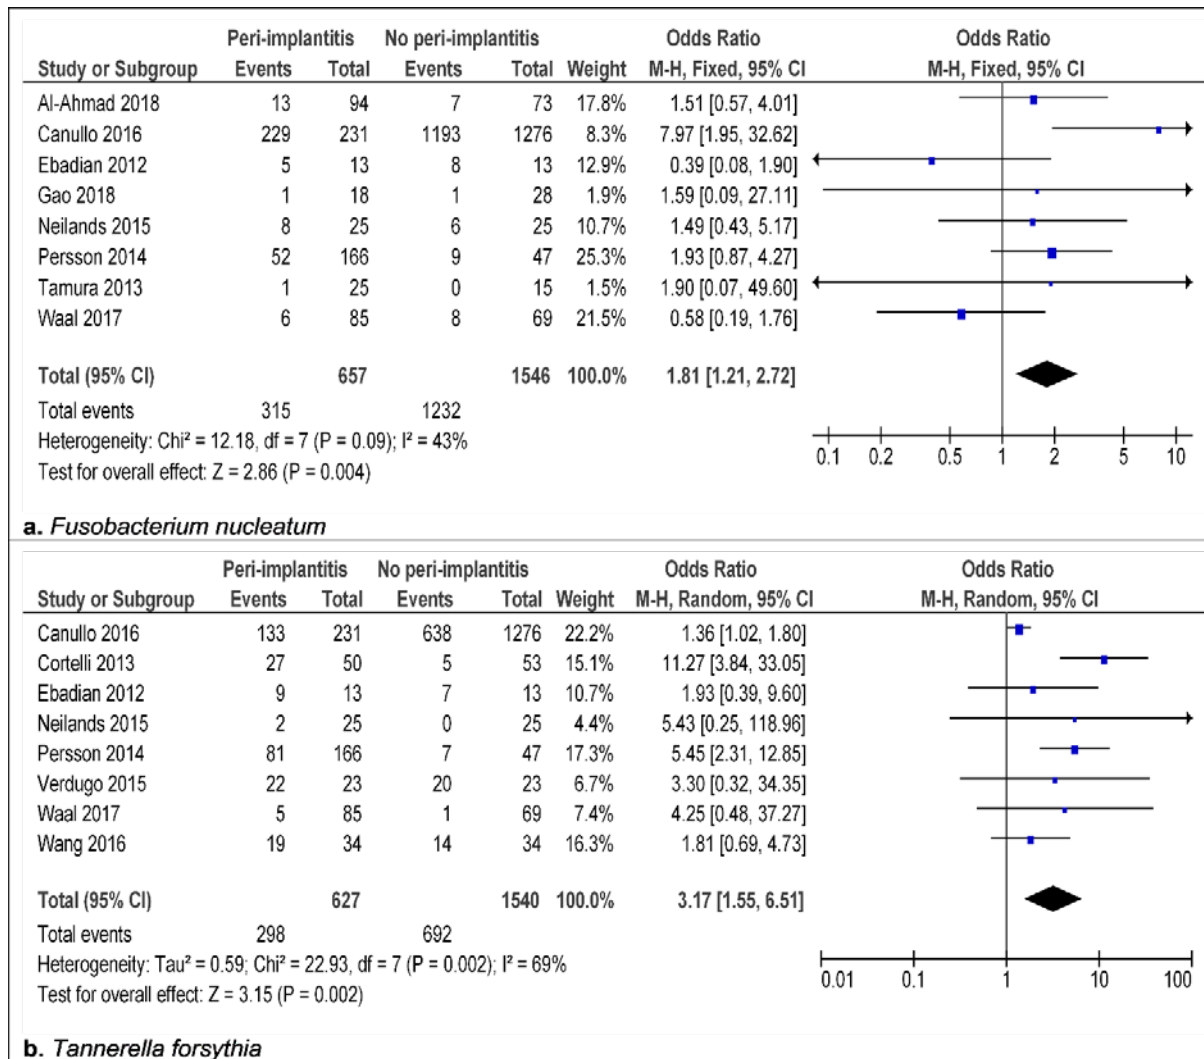 Peri-implantitis No peri-implantitis Odds Ratio Odds Ratio
Study or Subgroup Events Total Events Total Weight M-H, Fixed, 95% CI M-H, Fixed, 95% CI
Al-Ahmad 2018 13 94 7 73 17.8% 1.51 [0.57, 4.01]
Canullo 2016 229 231 1193 1276 8.3% 7.97 [1.95, 32.62]
Ebadian 2012 5 13 8 13 12.9% 0.39 [0.08, 1.90]
Gao 2018 1 18 1 28 1.9% 1.59 [0.09, 27.11]
Neilands 2015 8 25 6 25 10.7% 1.49 [0.43, 5.17]
Persson 2014 52 166 9 47 25.3% 1.93 [0.87, 4.27]
Tamura 2013 1 25 0 15 1.5% 1.90 [0.07, 49.60]
Waal 2017 6 85 8 69 21.5% 0.58 [0.19, 1.76]
Total (95% CI) 657 1546 100.0% 1.81 [1.21, 2.72]
Total events 315 1232
Heterogeneity: Chi² = 12.18, df = 7 (P = 0.09); I² = 43%
Test for overall effect: Z = 2.86 (P = 0.004)
0.1 0.2 0.5 1 2 5 10
a. Fusobacterium nucleatum
Peri-implantitis No peri-implantitis Odds Ratio Odds Ratio
Study or Subgroup Events Total Events Total Weight M-H, Random, 95% CI M-H, Random, 95% CI
Canullo 2016 133 231 638 1276 22.2% 1.36 [1.02, 1.80]
Cortelli 2013 27 50 5 53 15.1% 11.27 [3.84, 33.05]
Ebadian 2012 9 13 7 13 10.7% 1.93 [0.39, 9.60]
Neilands 2015 2 25 0 25 4.4% 5.43 [0.25, 118.96]
Persson 2014 81 166 7 47 17.3% 5.45 [2.31, 12.85]
Verdugo 2015 22 23 20 23 6.7% 3.30 [0.32, 34.35]
Waal 2017 5 85 1 69 7.4% 4.25 [0.48, 37.27]
Wang 2016 19 34 14 34 16.3% 1.81 [0.69, 4.73]
Total (95% CI) 627 1540 100.0% 3.17 [1.55, 6.51]
Total events 298 692
Heterogeneity: Tau² = 0.59; Chi² = 22.93, df = 7 (P = 0.002); I² = 69%
Test for overall effect: Z = 3.15 (P = 0.002)
0.01 0.1 1 10 100
b. Tannerella forsythia